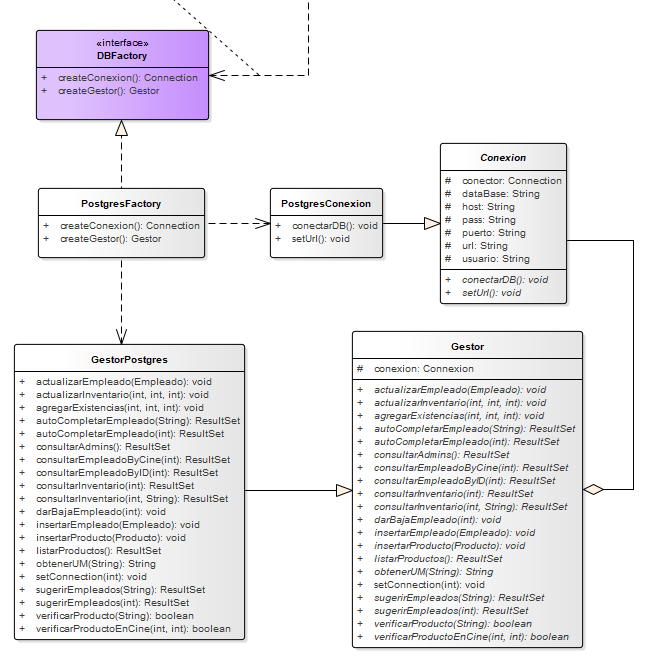 «interface»
DBFactory
+ createConexion(): Connection
+ createGestor(): Gestor
PostgresFactory
+ createConexion(): Connection
+ createGestor(): Gestor
PostgresConexion
+ conectarDB(): void
+ setUrl(): void
Conexion
# conector: Connection
# dataBase: String
# host: String
# pass: String
# puerto: String
# url: String
# usuario: String
+ conectarDB(): void
+ setUrl(): void
GestorPostgres
+ actualizarEmpleado(Empleado): void
+ actualizarInventario(int, int, int): void
+ agregarExistencias(int, int, int): void
+ autoCompletarEmpleado(String): ResultSet
+ autoCompletarEmpleado(int): ResultSet
+ consultarAdmins(): ResultSet
+ consultarEmpleadoByCine(int): ResultSet
+ consultarEmpleadoByID(int): ResultSet
+ consultarInventario(int): ResultSet
+ consultarInventario(int, String): ResultSet
+ darBajaEmpleado(int): void
+ insertarEmpleado(Empleado): void
+ insertarProducto(Producto): void
+ listarProductos(): ResultSet
+ obtenerUM(String): String
+ setConnection(int): void
+ sugerirEmpleados(String): ResultSet
+ sugerirEmpleados(int): ResultSet
+ verificarProducto(String): boolean
+ verificarProductoEnCine(int, int): boolean
Gestor
# conexion: Connexion
+ actualizarEmpleado(Empleado): void
+ actualizarInventario(int, int, int): void
+ agregarExistencias(int, int, int): void
+ autoCompletarEmpleado(String): ResultSet
+ autoCompletarEmpleado(int): ResultSet
+ consultarAdmins(): ResultSet
+ consultarEmpleadoByCine(int): ResultSet
+ consultarEmpleadoByID(int): ResultSet
+ consultarInventario(int): ResultSet
+ consultarInventario(int, String): ResultSet
+ darBajaEmpleado(int): void
+ insertarEmpleado(Empleado): void
+ insertarProducto(Producto): void
+ listarProductos(): ResultSet
+ obtenerUM(String): String
+ setConnection(int): void
+ sugerirEmpleados(String): ResultSet
+ sugerirEmpleados(int): ResultSet
+ verificarProducto(String): boolean
+ verificarProductoEnCine(int, int): boolean